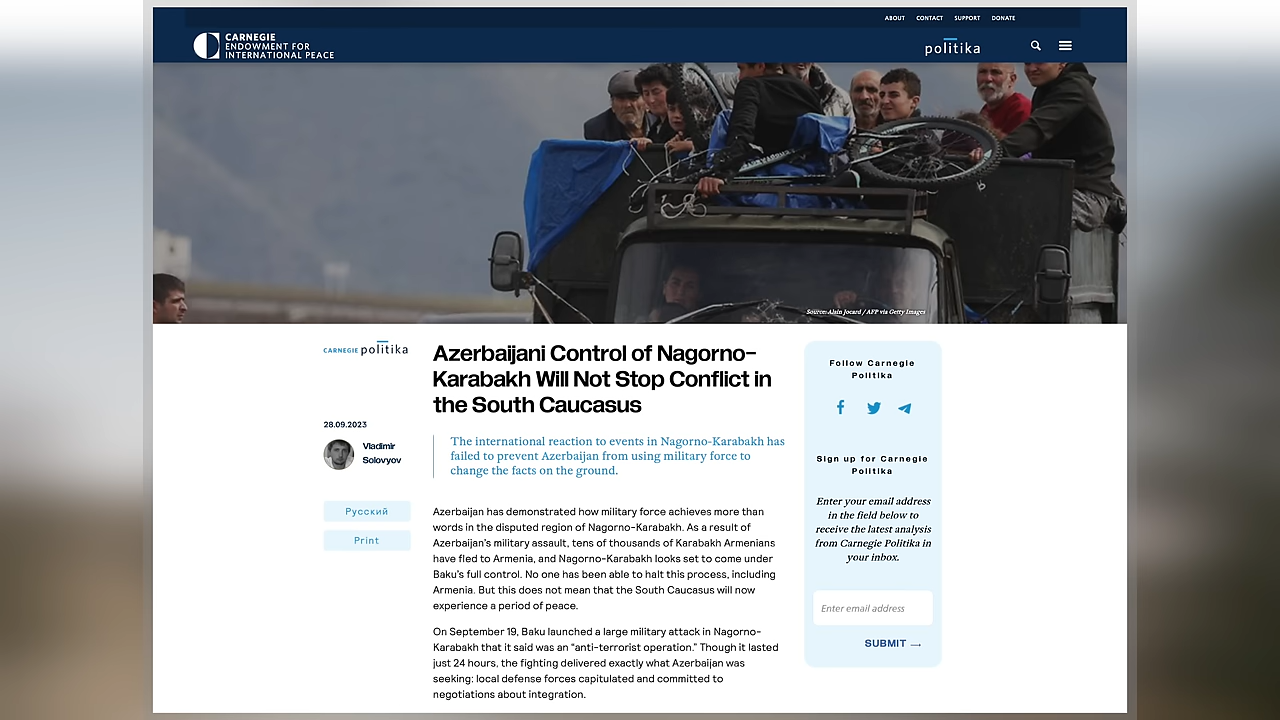 ABOUT CONTACT SUPPORT DONATE
CARNEGIE
ENDOWMENT FOR
INTERNATIONAL PEACE
politika
Source: Alain Jocard / AFP via Getty Images
CARNEGIE politika
Azerbaijani Control of Nagorno-
Karabakh Will Not Stop Conflict in
the South Caucasus
28.09.2023
Vladimir
Solovyov
The international reaction to events in Nagorno-Karabakh has
failed to prevent Azerbaijan from using military force to
change the facts on the ground.
Русский
Print
Azerbaijan has demonstrated how military force achieves more than
words in the disputed region of Nagorno-Karabakh. As a result of
Azerbaijan's military assault, tens of thousands of Karabakh Armenians
have fled to Armenia, and Nagorno-Karabakh looks set to come under
Baku's full control. No one has been able to halt this process, including
Armenia. But this does not mean that the South Caucasus will now
experience a period of peace.
On September 19, Baku launched a large military attack in Nagorno-
Karabakh that it said was an “anti-terrorist operation.” Though it lasted
just 24 hours, the fighting delivered exactly what Azerbaijan was
seeking: local defense forces capitulated and committed to
negotiations about integration.
Follow Carnegie
Politika
Sign up for Carnegie
Politika
Enter your email address
in the field below to
receive the latest analysis
from Carnegie Politika in
your inbox.
Enter email address
SUBMIT →